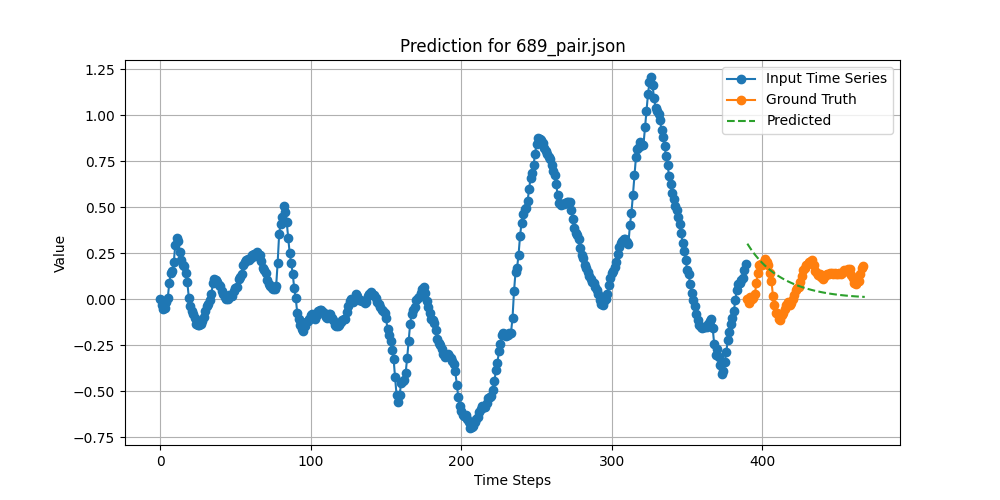 Prediction for 689_pair.json
1.25
1.00
0.75
0.50
0.25
0.00
−0.25
−0.50
−0.75
Value
0
100
200
300
400
Time Steps
Input Time Series
Ground Truth
Predicted